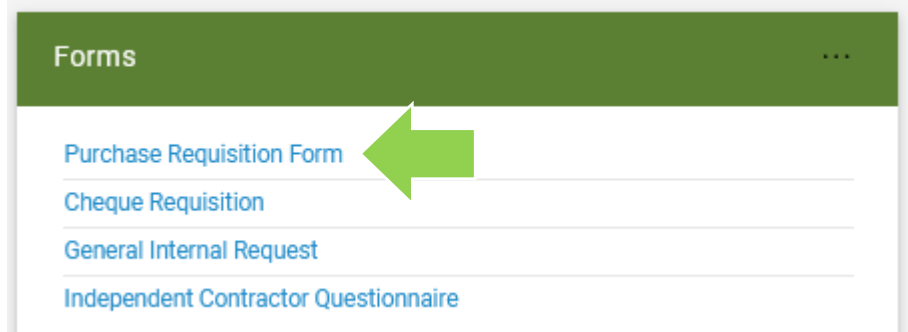 Forms
...
Purchase Requisition Form
Cheque Requisition
General Internal Request
Independent Contractor Questionnaire